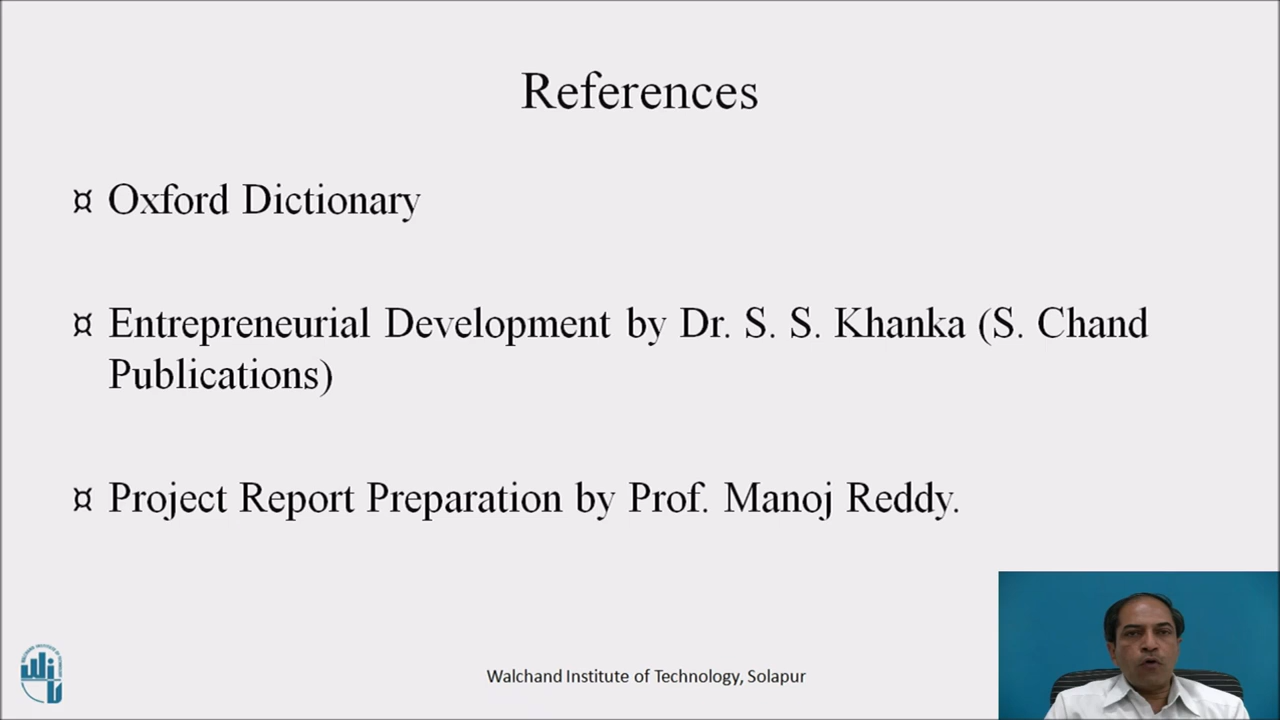 References
¤ Oxford Dictionary
¤ Entrepreneurial Development by Dr. S. S. Khanka (S. Chand
Publications)
¤ Project Report Preparation by Prof. Manoj Reddy.
Walchand Institute of Technology, Solapur